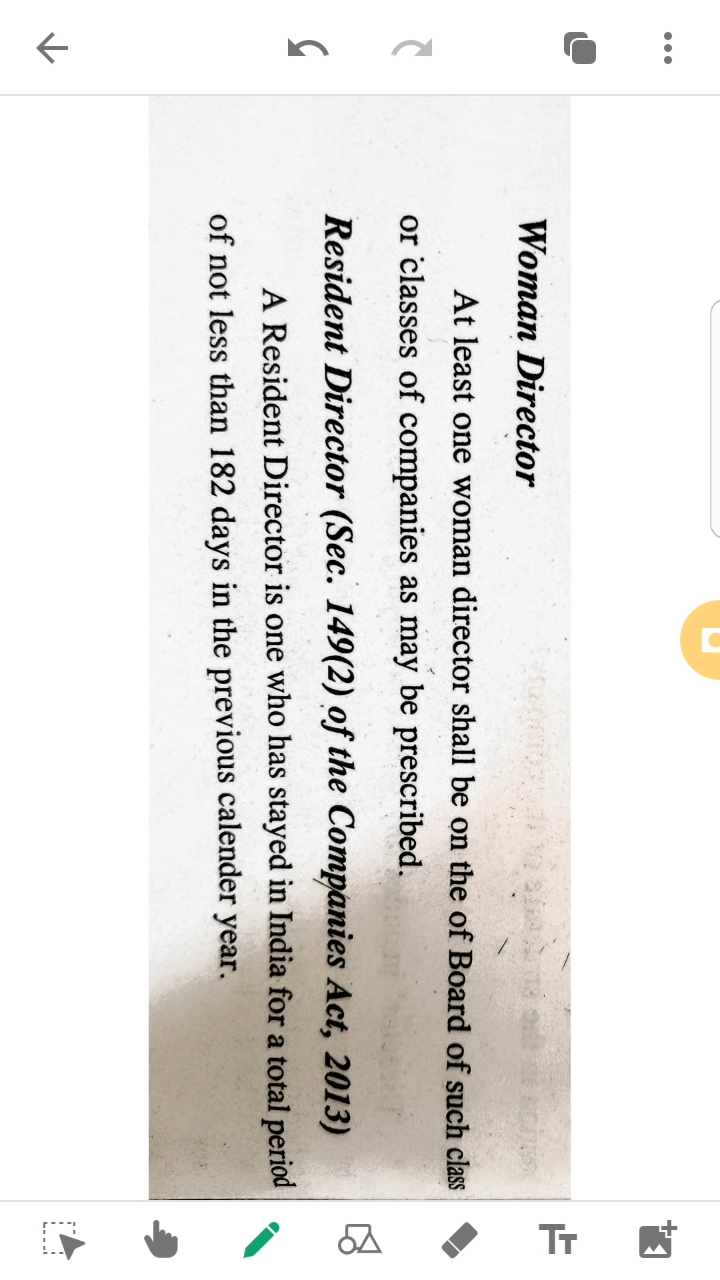 Woman Director
At least one woman director shall be on the of Board of such class
or classes of companies as may be prescribed.
Resident Director (Sec. 149(2) of the Companies Act, 2013)
A Resident Director is one who has stayed in India for a total period
of not less than 182 days in the previous calender year.
TT